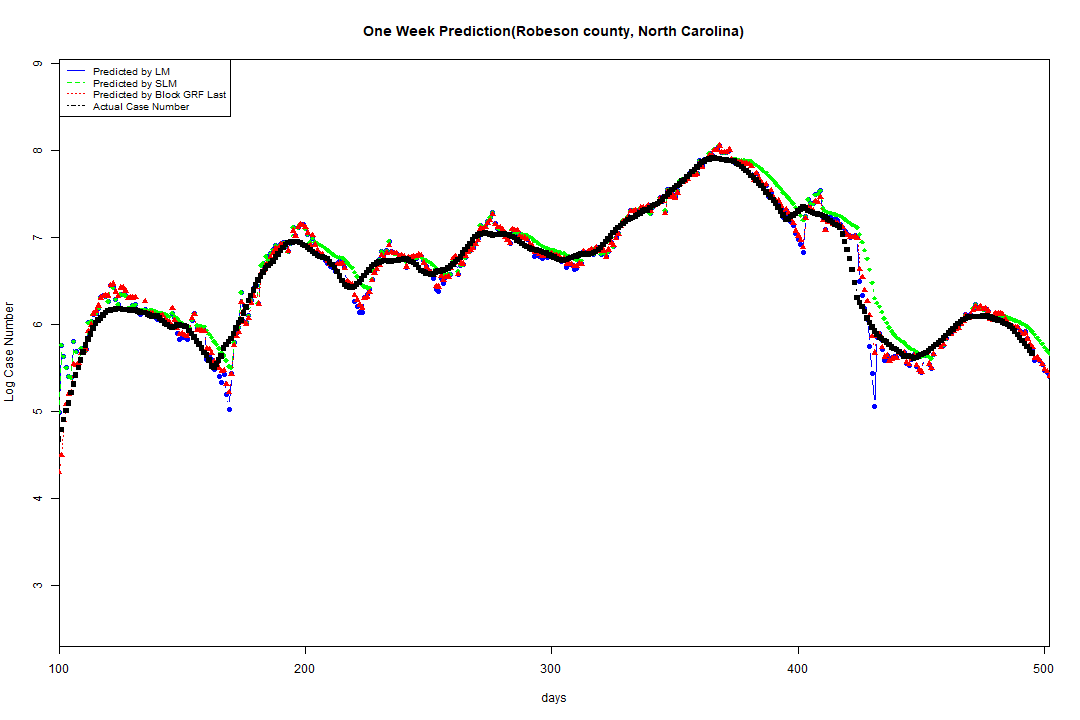 One Week Prediction(Robeson county, North Carolina)
Predicted by LM
Predicted by SLM
Predicted by Block GRF Last
Actual Case Number
9
8
7
6
5
4
3
Log Case Number
100 200 300 400 500
days